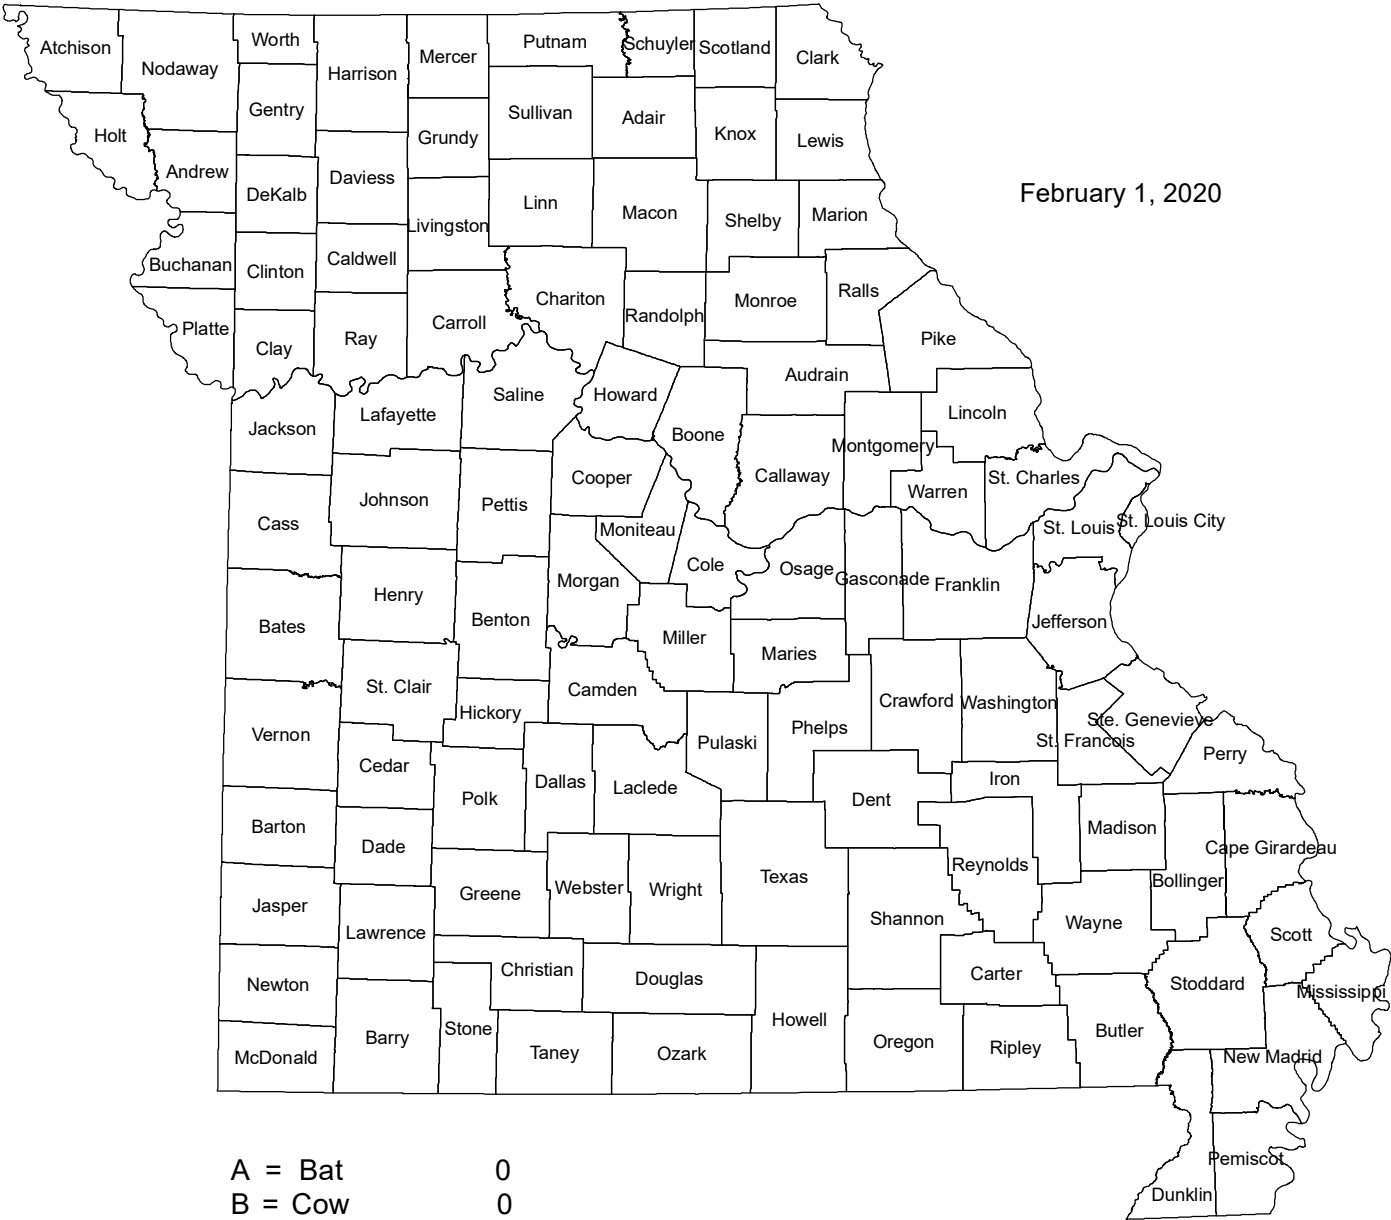 Atchison
Nodaway
Worth
Harrison
Mercer
Putnam
Schuyler
Scotland
Clark
Gentry
Sullivan
Adair
Knox
Lewis
Holt
Grundy
Andrew
DeKalb
Daviess
February 1, 2020
Livingston
Linn
Macon
Shelby
Marion
Buchanan
Clinton
Caldwell
Chariton
Randolph
Monroe
Ralls
Platte
Clay
Ray
Carroll
Pike
Saline
Howard
Audrain
Jackson
Lafayette
Boone
Lincoln
Montgomery
Cooper
Callaway
Warren
St. Charles
Johnson
Pettis
Cass
Moniteau
St. Louis
St. Louis City
Cole
Osage
Gasconade
Franklin
Henry
Morgan
Benton
Bates
Miller
Jefferson
Maries
St. Clair
Camden
Hickory
Crawford
Washington
Ste. Genevieve
Vernon
Pulaski
Phelps
St. Francois
Perry
Cedar
Dallas
Laclede
Polk
Dent
Iron
Barton
Dade
Madison
Cape Girardeau
Reynolds
Texas
Bollinger
Jasper
Greene
Webster
Wright
Lawrence
Shannon
Wayne
Scott
Newton
Christian
Douglas
Carter
Stoddard
Mississippi
Barry
Stone
Howell
Butler
McDonald
Taney
Ozark
Oregon
Ripley
New Madrid
Pemiscot
Dunklin
A = Bat 0
B = Cow 0